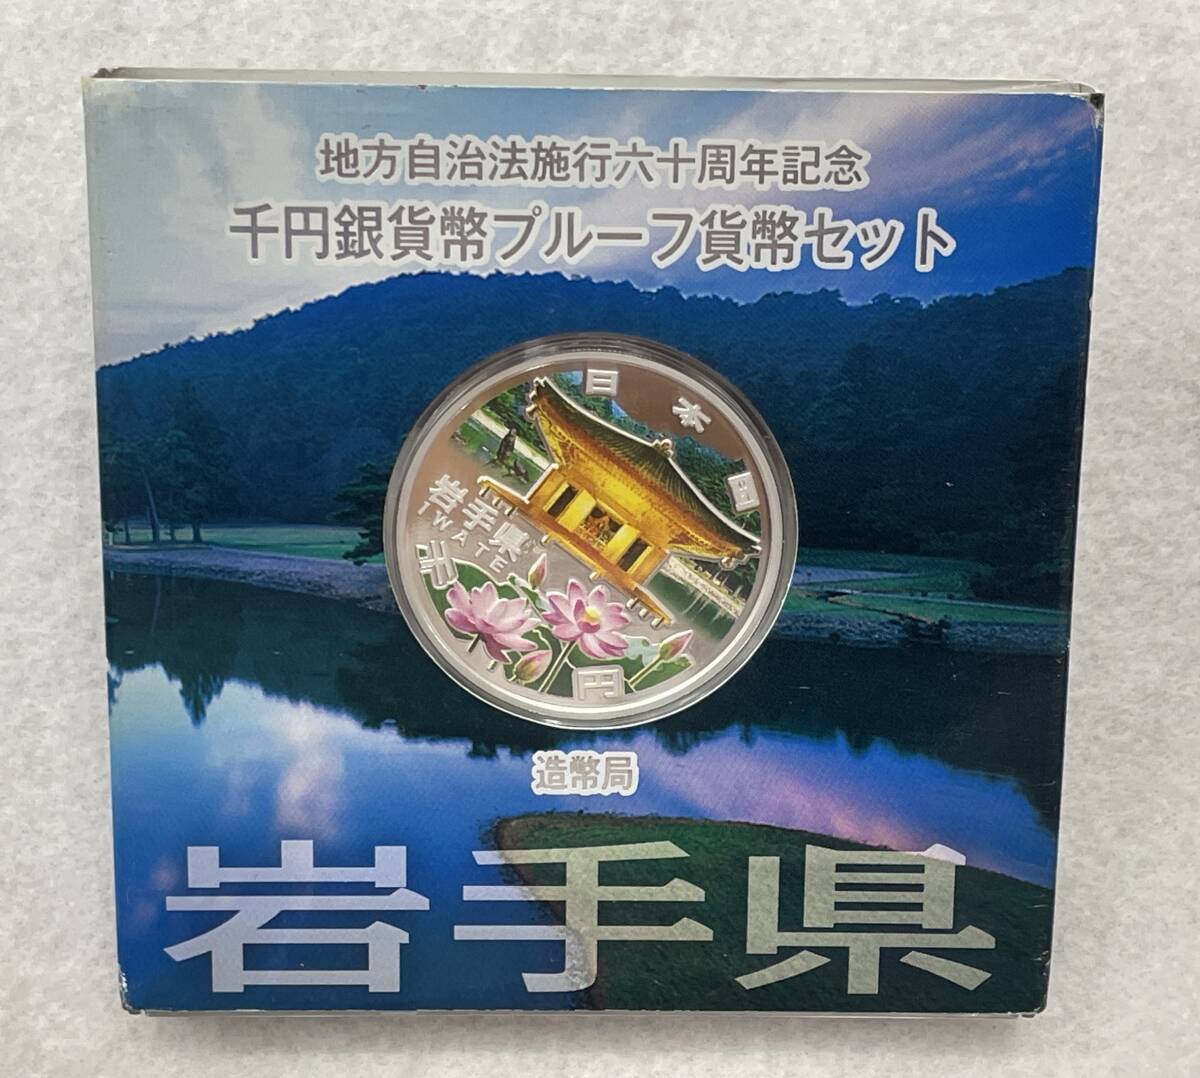 地方自治法施行六十周年記念
千円銀貨幣プルーフ貨幣セット
日本国
岩手県
IWATE
千
円
造幣局
岩手県